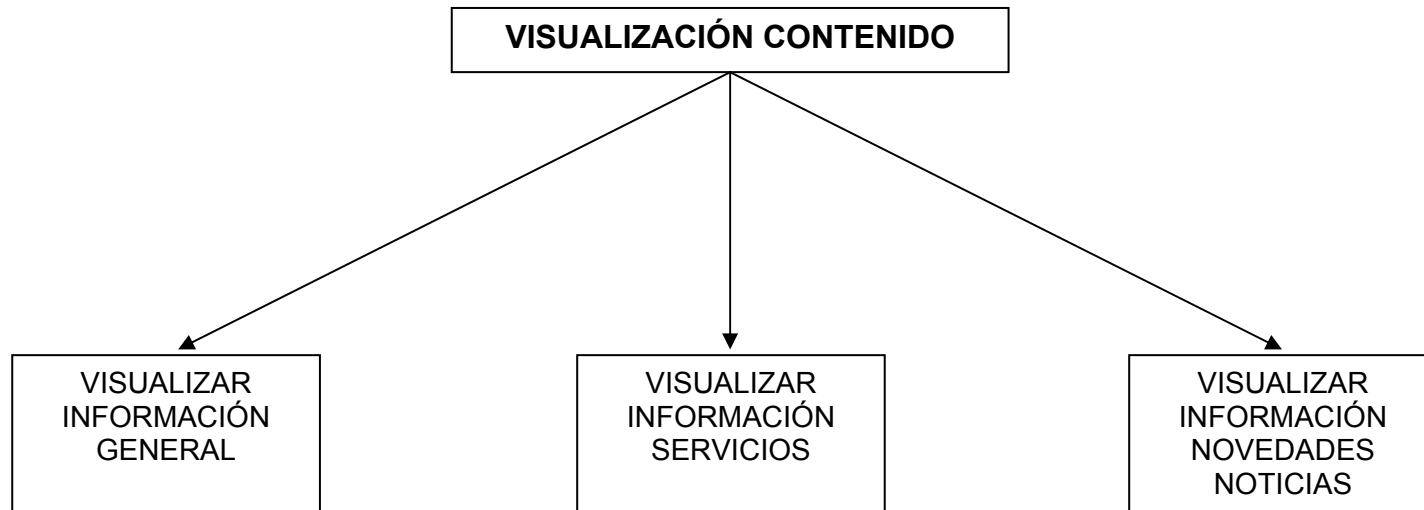 VISUALIZACIÓN CONTENIDO
VISUALIZAR
INFORMACIÓN
GENERAL
VISUALIZAR
INFORMACIÓN
SERVICIOS
VISUALIZAR
INFORMACIÓN
NOVEDADES
NOTICIAS